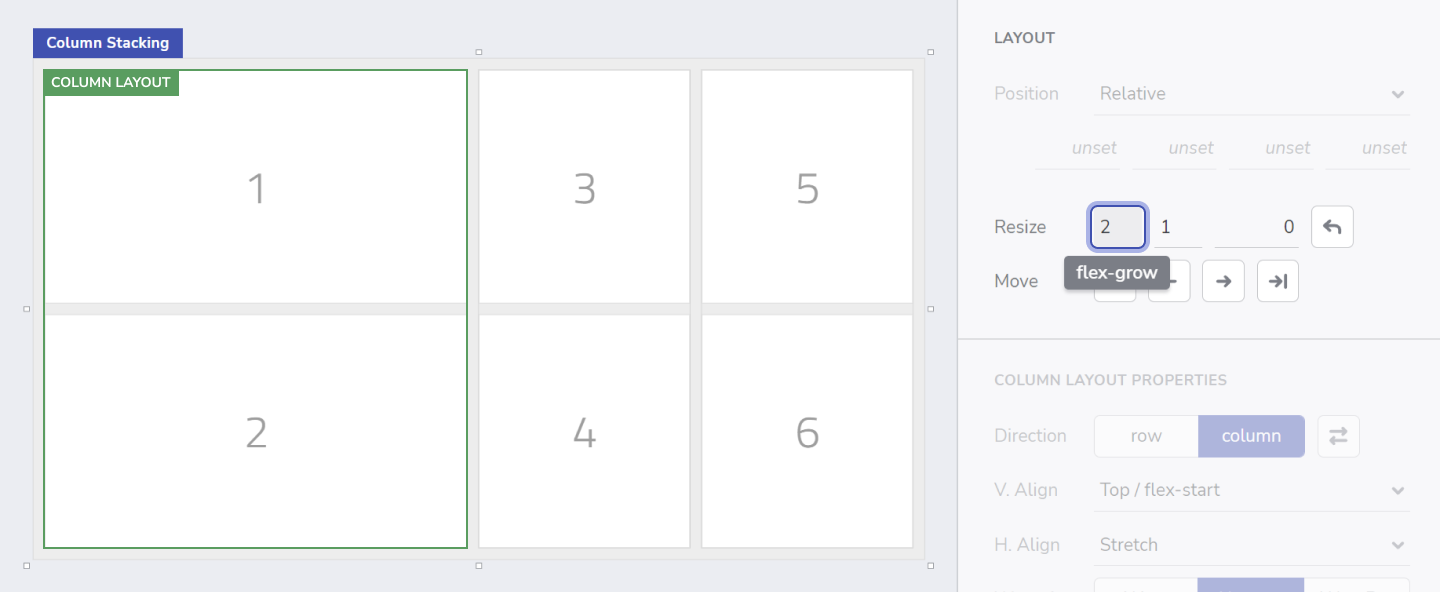 Column Stacking
COLUMN LAYOUT
1
3
5
2
4
6
LAYOUT
Position Relative
unset unset unset unset
Resize 2 1 0
flex-grow
Move
COLUMN LAYOUT PROPERTIES
Direction row column
V. Align Top / flex-start
H. Align Stretch